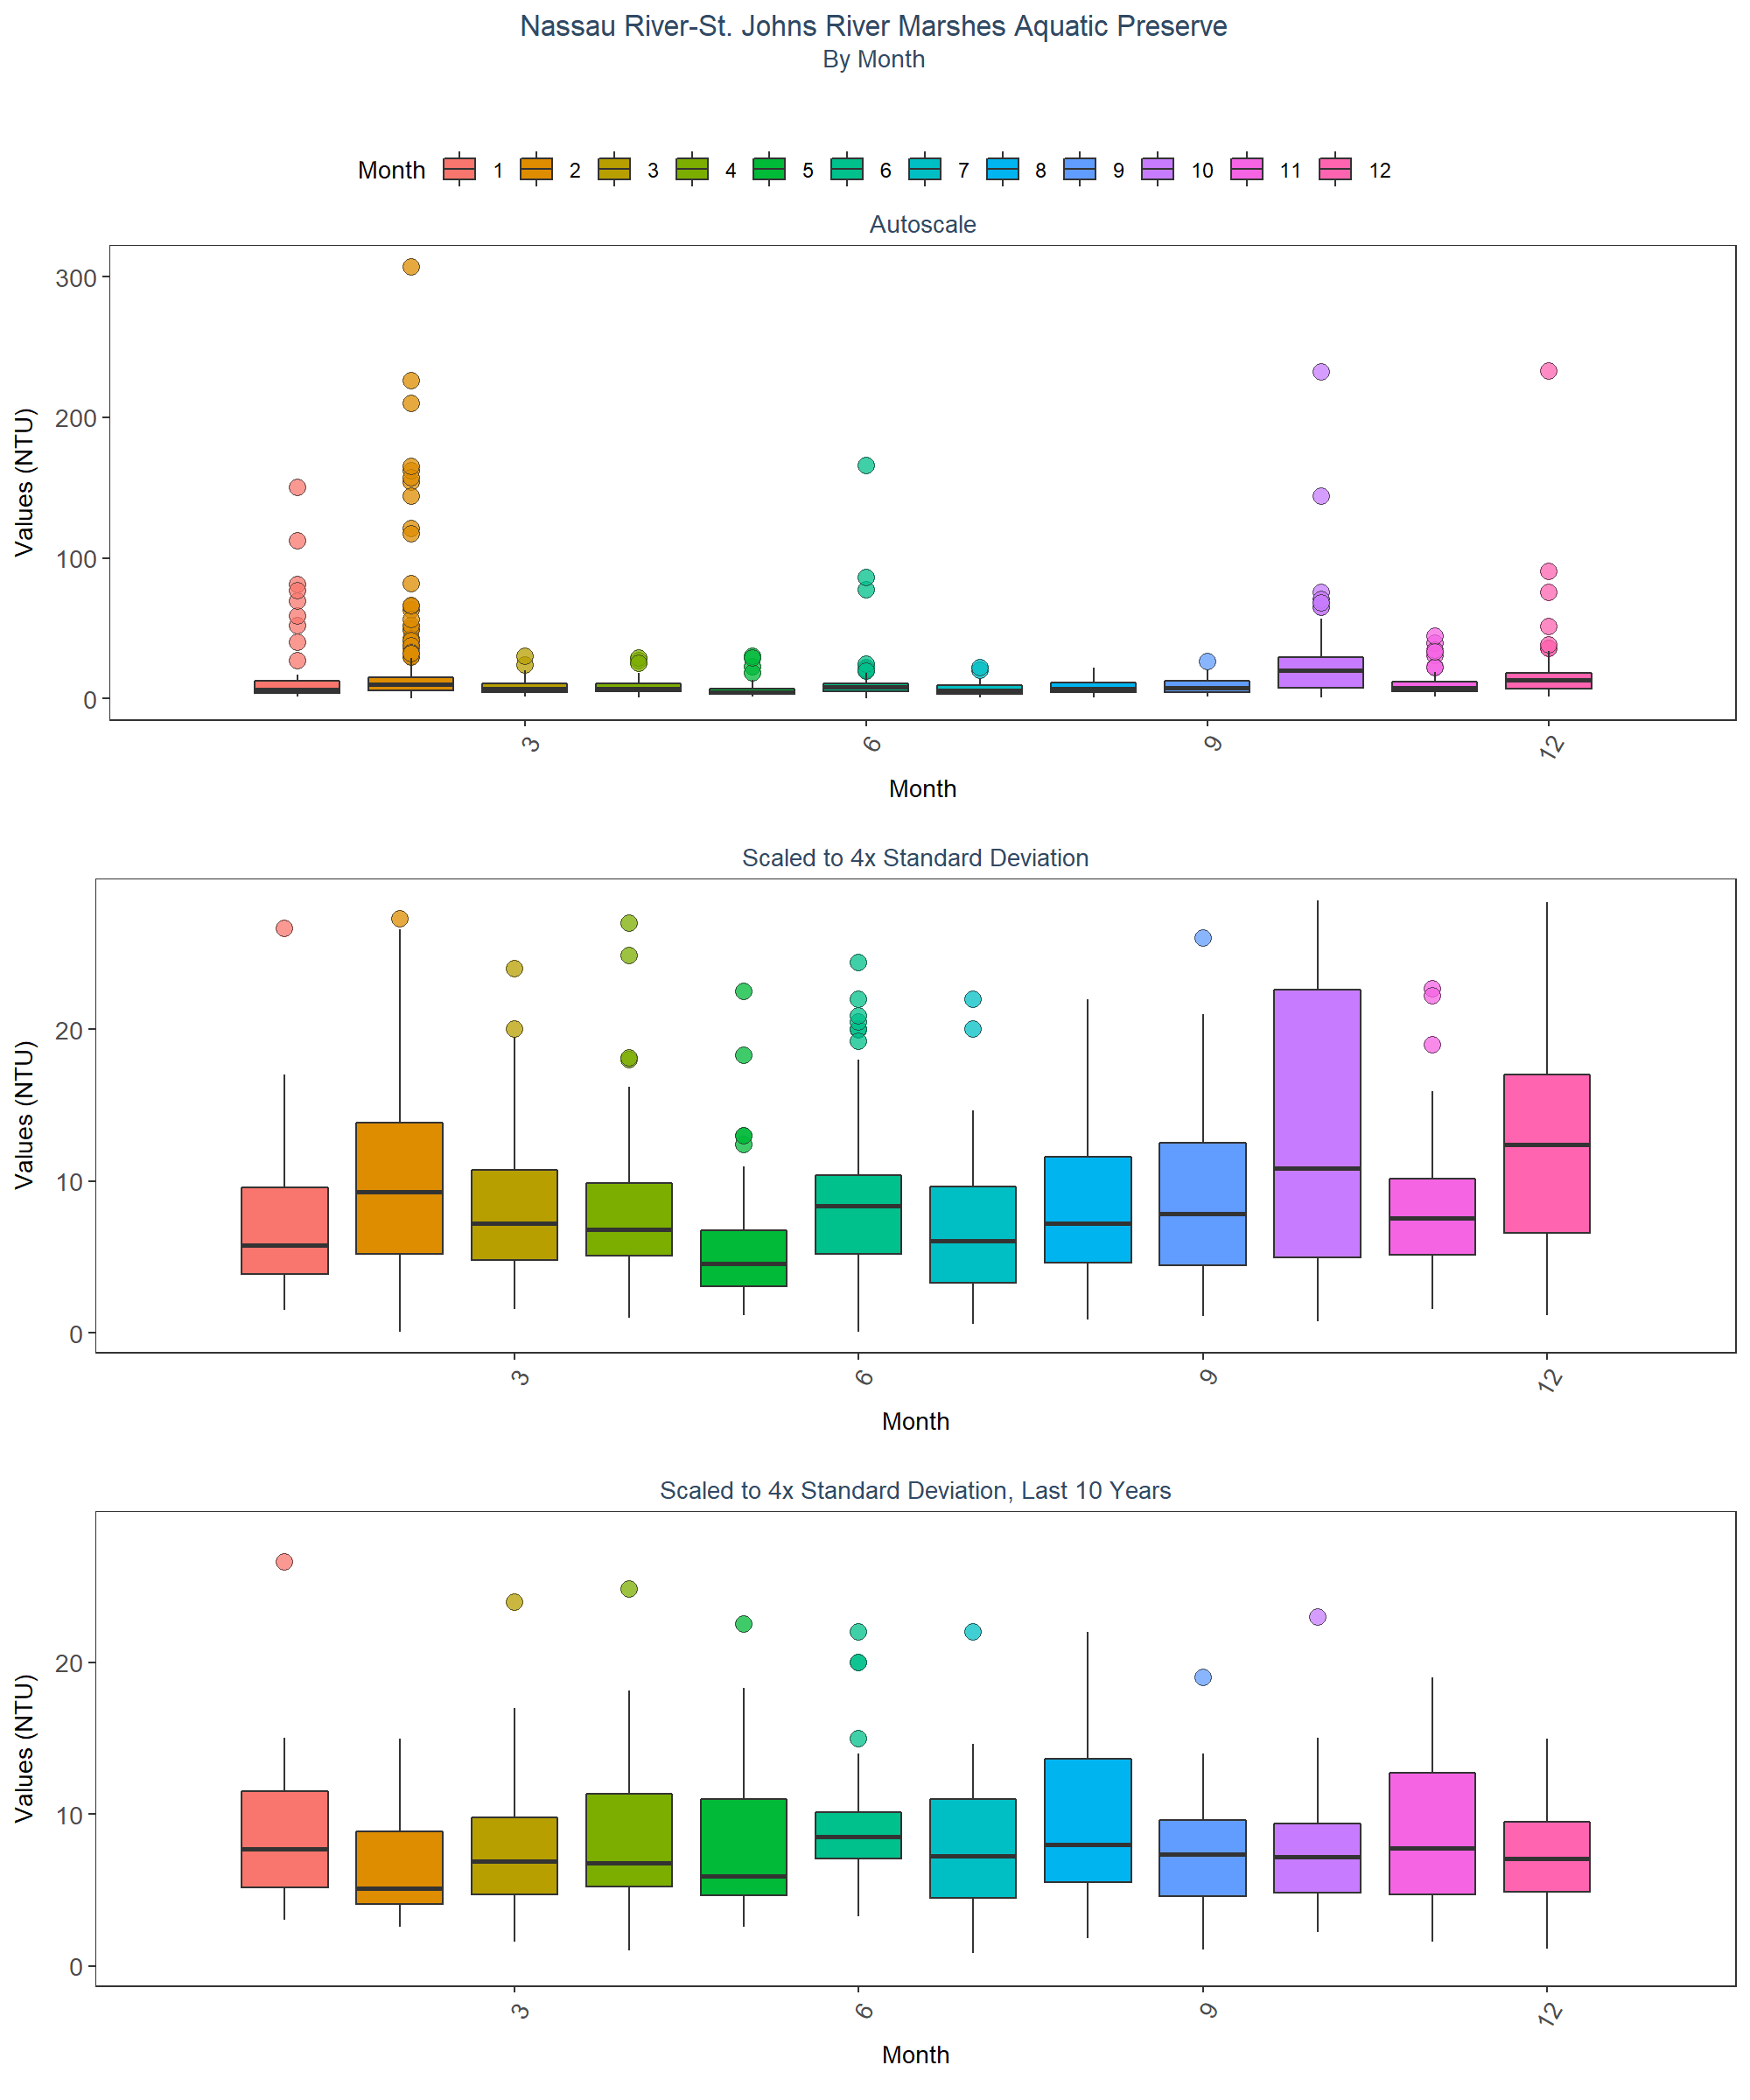 Nassau River-St. Johns River Marshes Aquatic Preserve
By Month
Month 1 2 3 4 5 6 7 8 9 10 11 12
Autoscale
Values (NTU)
300
200
100
0
3 6 9 12
Month
Scaled to 4x Standard Deviation
Values (NTU)
20
10
0
3 6 9 12
Month
Scaled to 4x Standard Deviation, Last 10 Years
Values (NTU)
20
10
0
3 6 9 12
Month